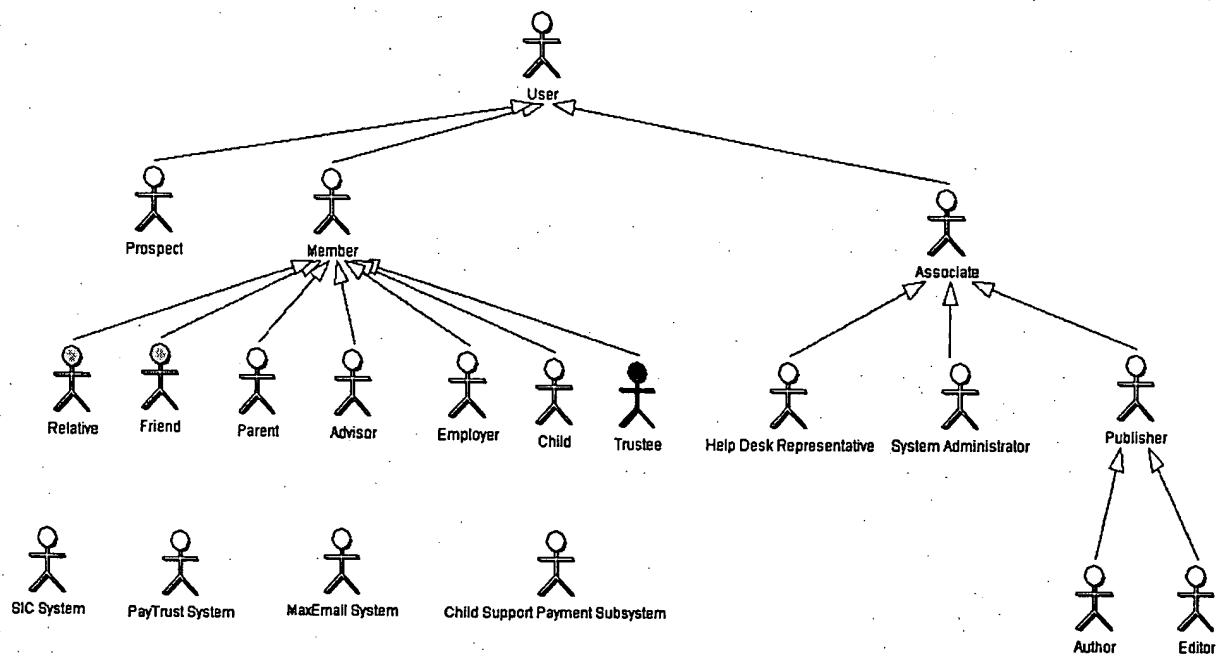 User
Prospect
Member
Associate
Relative
Friend
Parent
Advisor
Employer
Child
Trustee
Help Desk Representative
System Administrator
Publisher
SIC System
PayTrust System
MaxEmail System
Child Support Payment Subsystem
Author
Editor